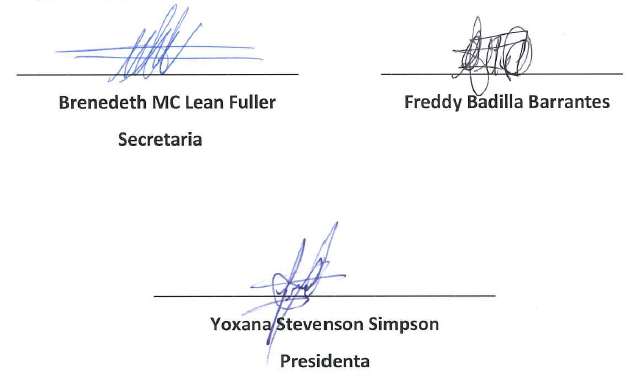 Brenedeth MC Lean Fuller
Secretaria
Freddy Badilla Barrantes
Yoxana Stevenson Simpson
Presidenta